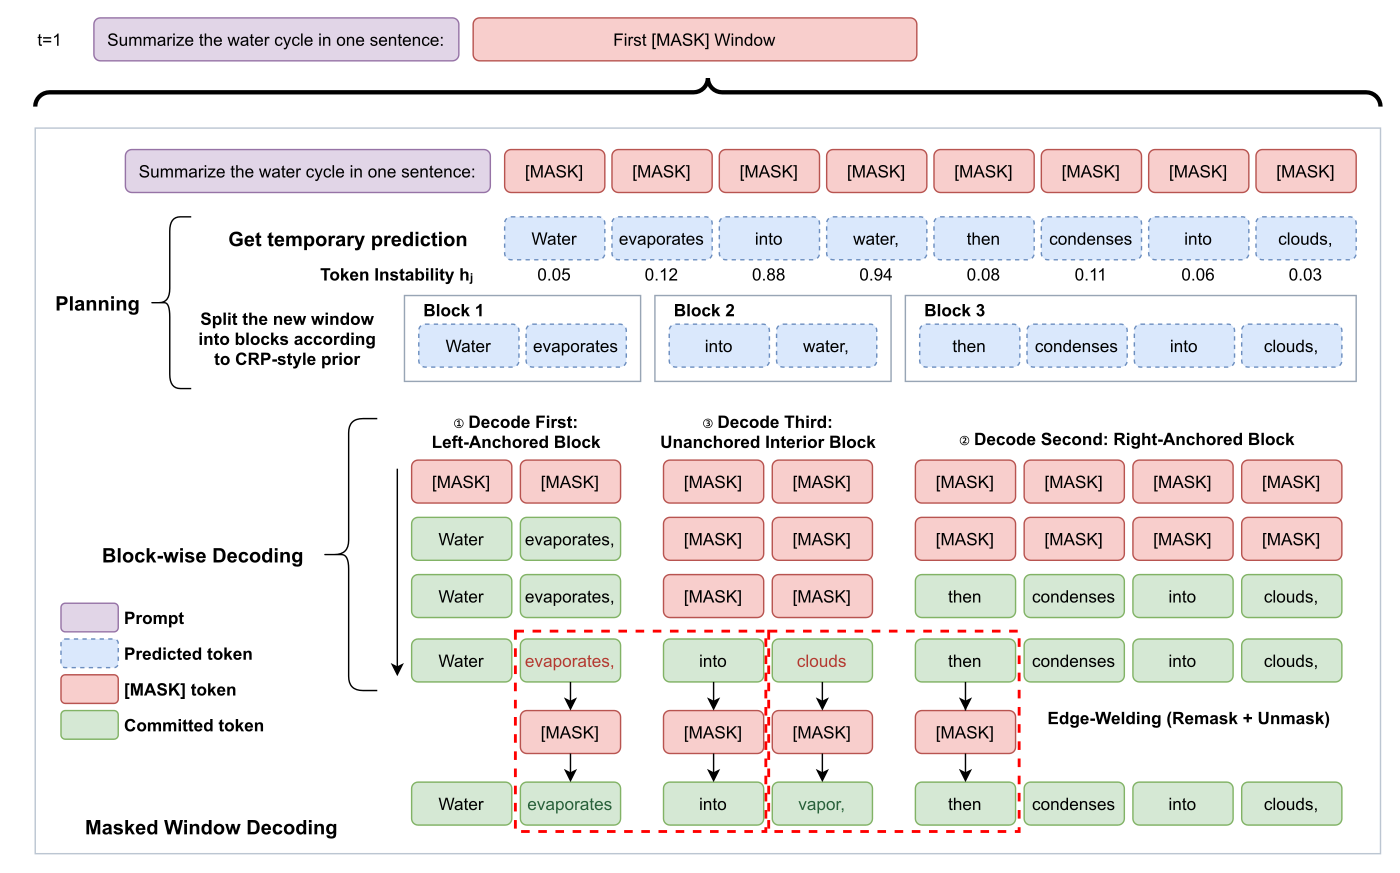 t=1
Summarize the water cycle in one sentence:
First [MASK] Window
Summarize the water cycle in one sentence:
[MASK] [MASK] [MASK] [MASK] [MASK] [MASK] [MASK] [MASK]
Planning
Get temporary prediction
Water evaporates into water, then condenses into clouds,
Token Instability hⱼ
0.05 0.12 0.88 0.94 0.08 0.11 0.06 0.03
Split the new window
into blocks according
to CRP-style prior
Block 1
Water evaporates
Block 2
into water,
Block 3
then condenses into clouds,
Block-wise Decoding
① Decode First:
Left-Anchored Block
③ Decode Third:
Unanchored Interior Block
② Decode Second: Right-Anchored Block
[MASK] [MASK] [MASK] [MASK] [MASK] [MASK] [MASK] [MASK]
Water evaporates, [MASK] [MASK] [MASK] [MASK] [MASK] [MASK]
Water evaporates, [MASK] [MASK] then condenses into clouds,
Water evaporates, into clouds then condenses into clouds,
[MASK] [MASK] [MASK] [MASK]
Edge-Welding (Remask + Unmask)
Water evaporates into vapor, then condenses into clouds,
Prompt
Predicted token
[MASK] token
Committed token
Masked Window Decoding